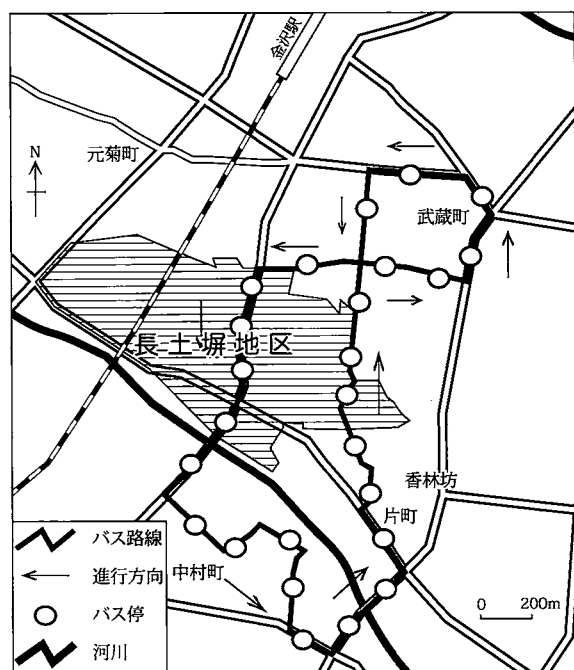 金沢駅
元菊町
N
武蔵町
長土塀地区
香林坊
片町
中村町
バス路線
進行方向
バス停
河川
0 200m